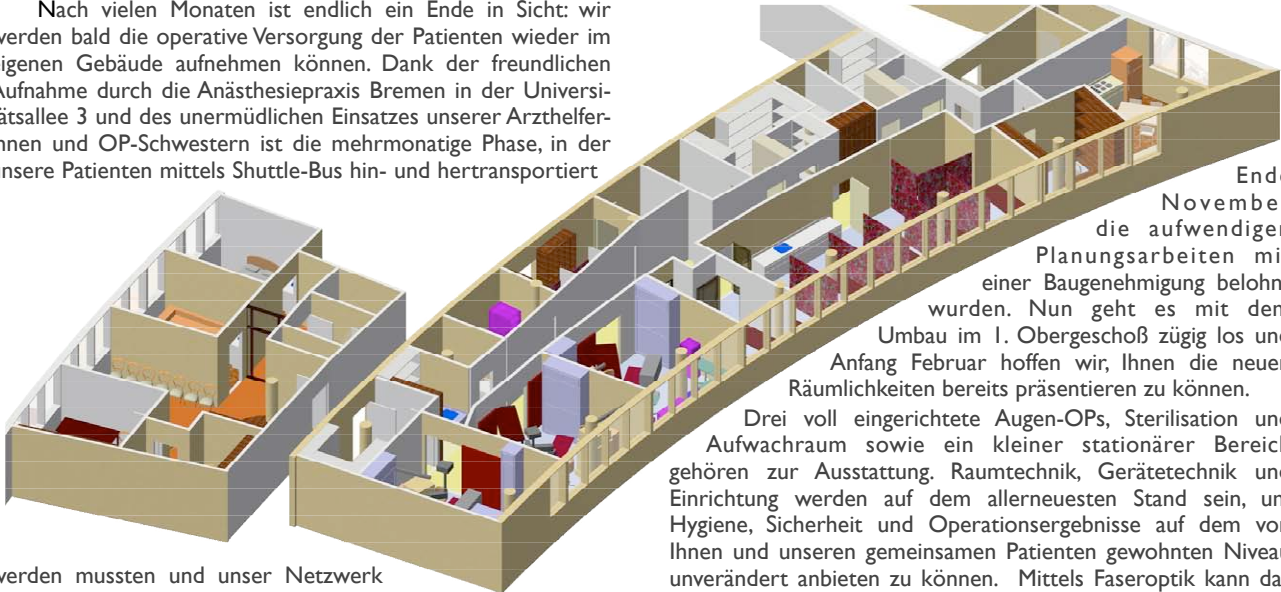 Nach vielen Monaten ist endlich ein Ende in Sicht: wir
werden bald die operative Versorgung der Patienten wieder im
eigenen Gebäude aufnehmen können. Dank der freundlichen
Aufnahme durch die Anästhesiepraxis Bremen in der Universi-
tätsallee 3 und des unermüdlichen Einsatzes unserer Arzthelfer-
innen und OP-Schwestern ist die mehrmonatige Phase, in der
unsere Patienten mittels Shuttle-Bus hin- und hertransportiert
werden mussten und unser Netzwerk
Ende
November
die aufwendigen
Planungsarbeiten mit
einer Baugenehmigung belohnt
wurden. Nun geht es mit dem
Umbau im 1. Obergeschoß zügig los und
Anfang Februar hoffen wir, Ihnen die neuen
Räumlichkeiten bereits präsentieren zu können.
Drei voll eingerichtete Augen-OPs, Sterilisation und
Aufwachraum sowie ein kleiner stationärer Bereich
gehören zur Ausstattung. Raumtechnik, Gerätetechnik und
Einrichtung werden auf dem allerneuesten Stand sein, um
Hygiene, Sicherheit und Operationsergebnisse auf dem von
Ihnen und unseren gemeinsamen Patienten gewohnten Niveau
unverändert anbieten zu können. Mittels Faseroptik kann das